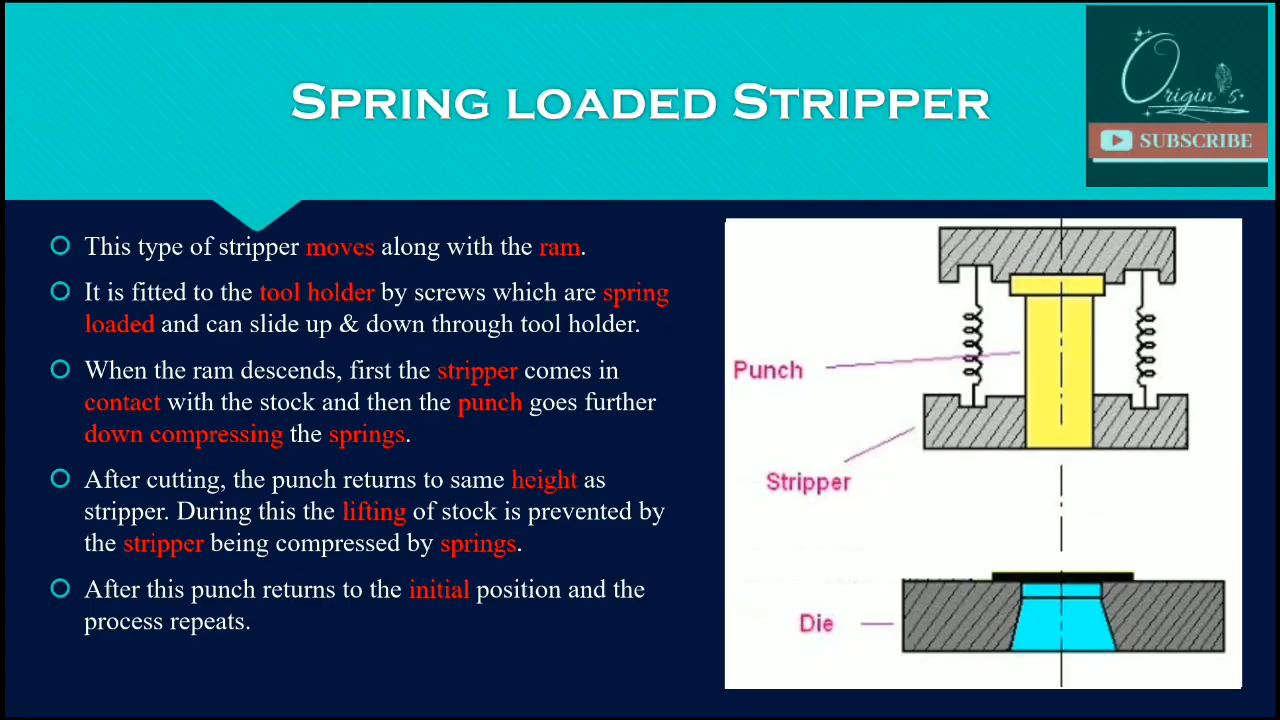 SPRING LOADED STRIPPER
Origin's
SUBSCRIBE
This type of stripper moves along with the ram.
It is fitted to the tool holder by screws which are spring
loaded and can slide up & down through tool holder.
When the ram descends, first the stripper comes in
contact with the stock and then the punch goes further
down compressing the springs.
After cutting, the punch returns to same height as
stripper. During this the lifting of stock is prevented by
the stripper being compressed by springs.
After this punch returns to the initial position and the
process repeats.
Punch
Stripper
Die